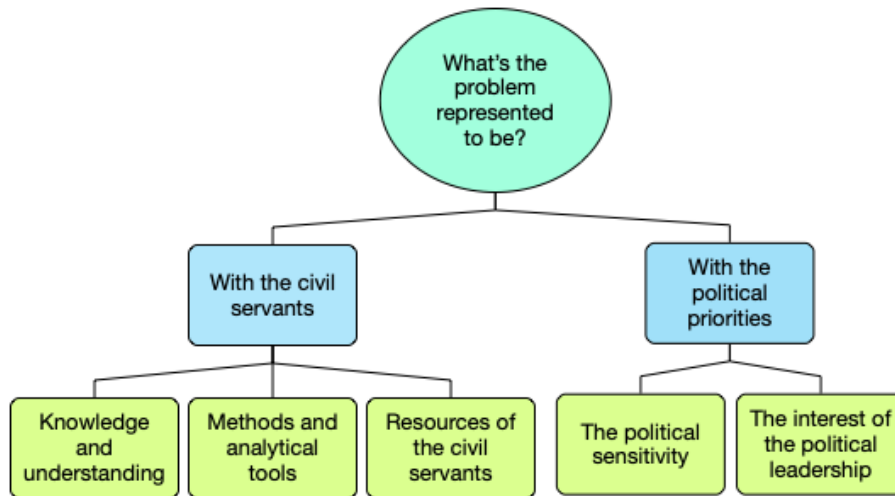 What's the
problem
represented
to be?
With the civil
servants
With the
political
priorities
Knowledge
and
understanding
Methods and
analytical
tools
Resources of
the civil
servants
The political
sensitivity
The interest of
the political
leadership